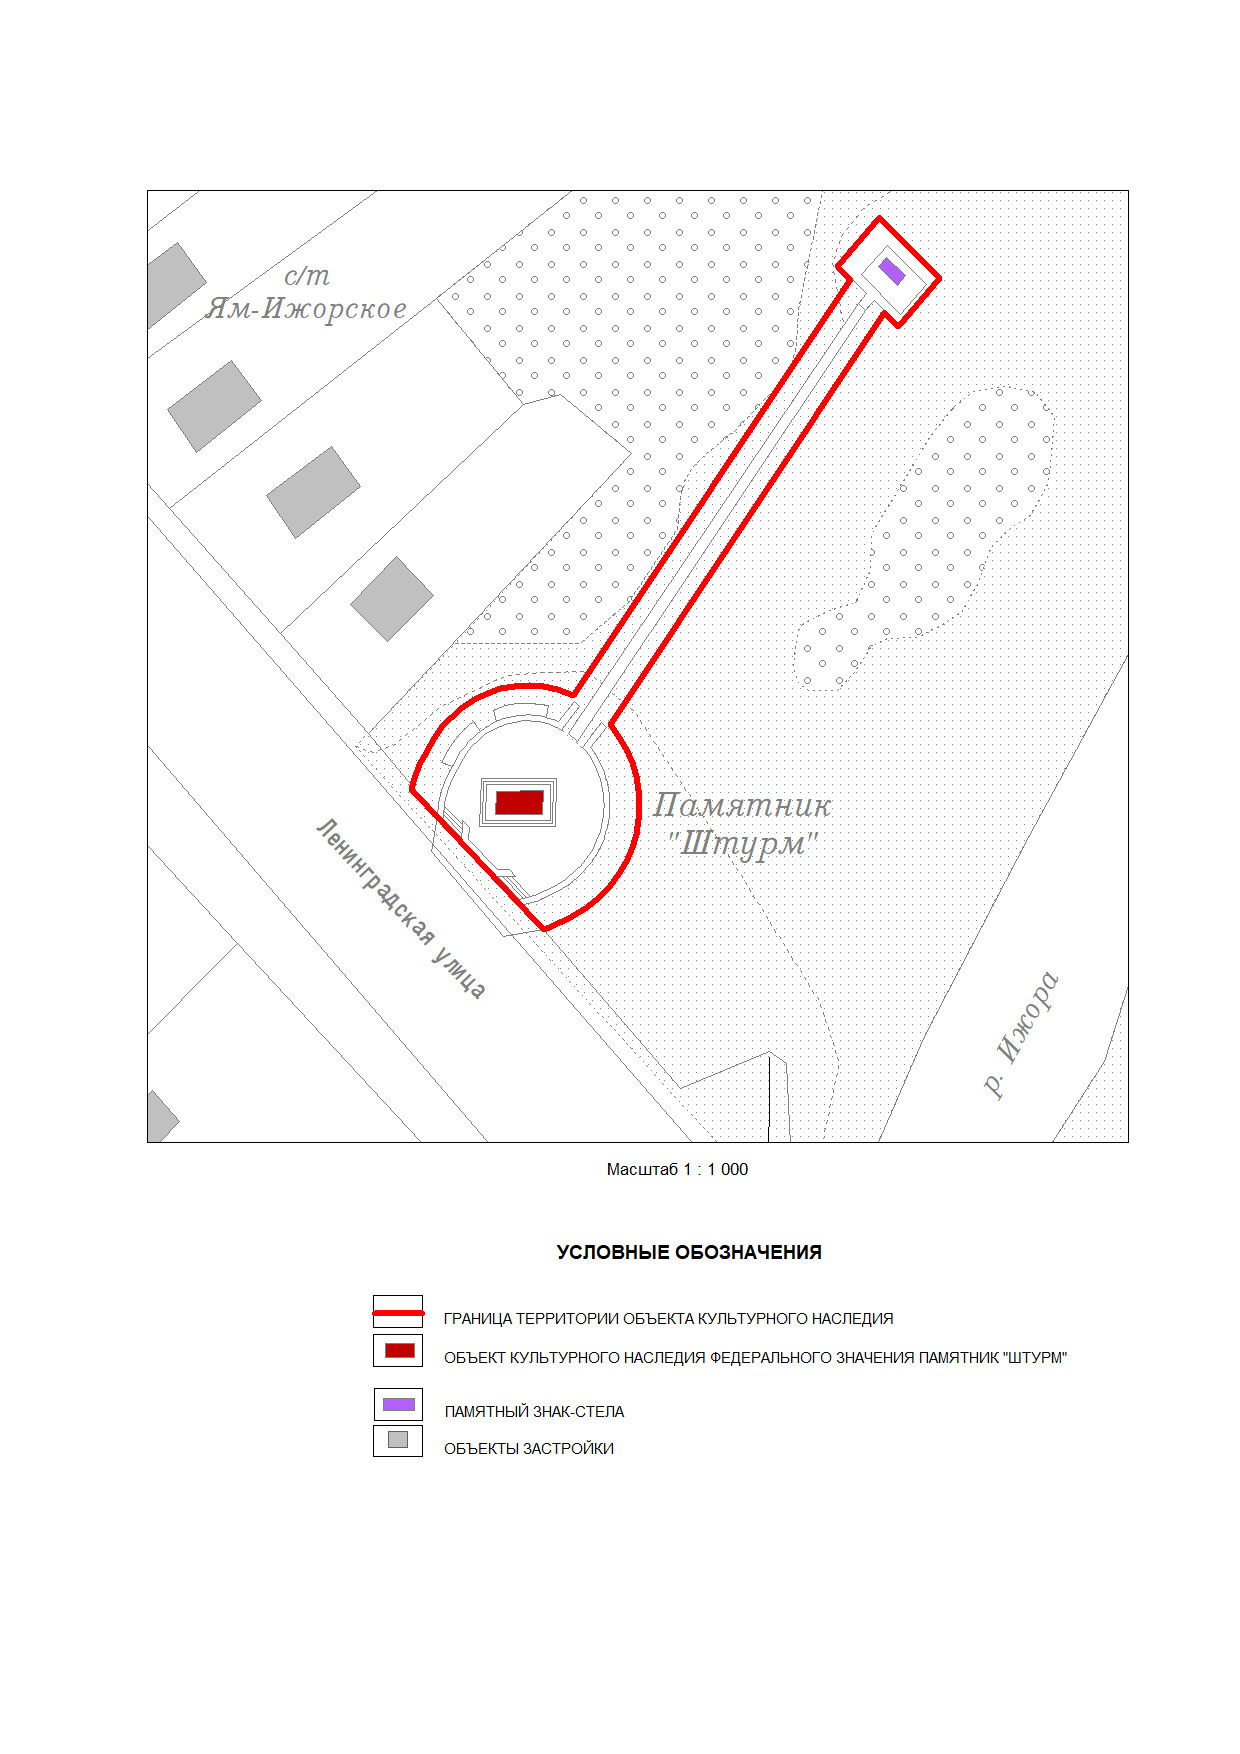 с/т
Ям-Ижорское
Памятник
"Штурм"
Ленинградская улица
р. Ижора
Масштаб 1 : 1 000
УСЛОВНЫЕ ОБОЗНАЧЕНИЯ
ГРАНИЦА ТЕРРИТОРИИ ОБЪЕКТА КУЛЬТУРНОГО НАСЛЕДИЯ
ОБЪЕКТ КУЛЬТУРНОГО НАСЛЕДИЯ ФЕДЕРАЛЬНОГО ЗНАЧЕНИЯ ПАМЯТНИК "ШТУРМ"
ПАМЯТНЫЙ ЗНАК-СТЕЛА
ОБЪЕКТЫ ЗАСТРОЙКИ